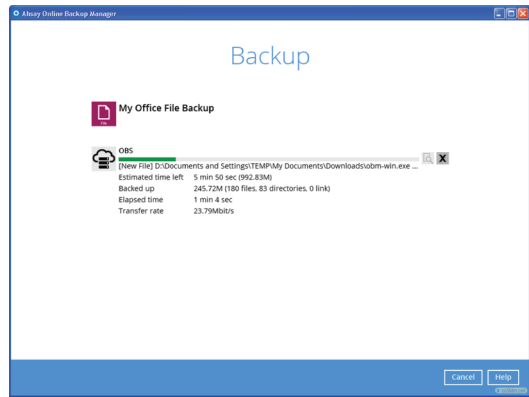 Ahsay Online Backup Manager
Backup
My Office File Backup
File
OBS
[New File] D:\Documents and Settings\TEMP\My Documents\Downloads\obm-win.exe ...
Estimated time left 5 min 50 sec (992.83M)
Backed up 245.72M (180 files, 83 directories, 0 link)
Elapsed time 1 min 4 sec
Transfer rate 23.79Mbit/s
Cancel Help